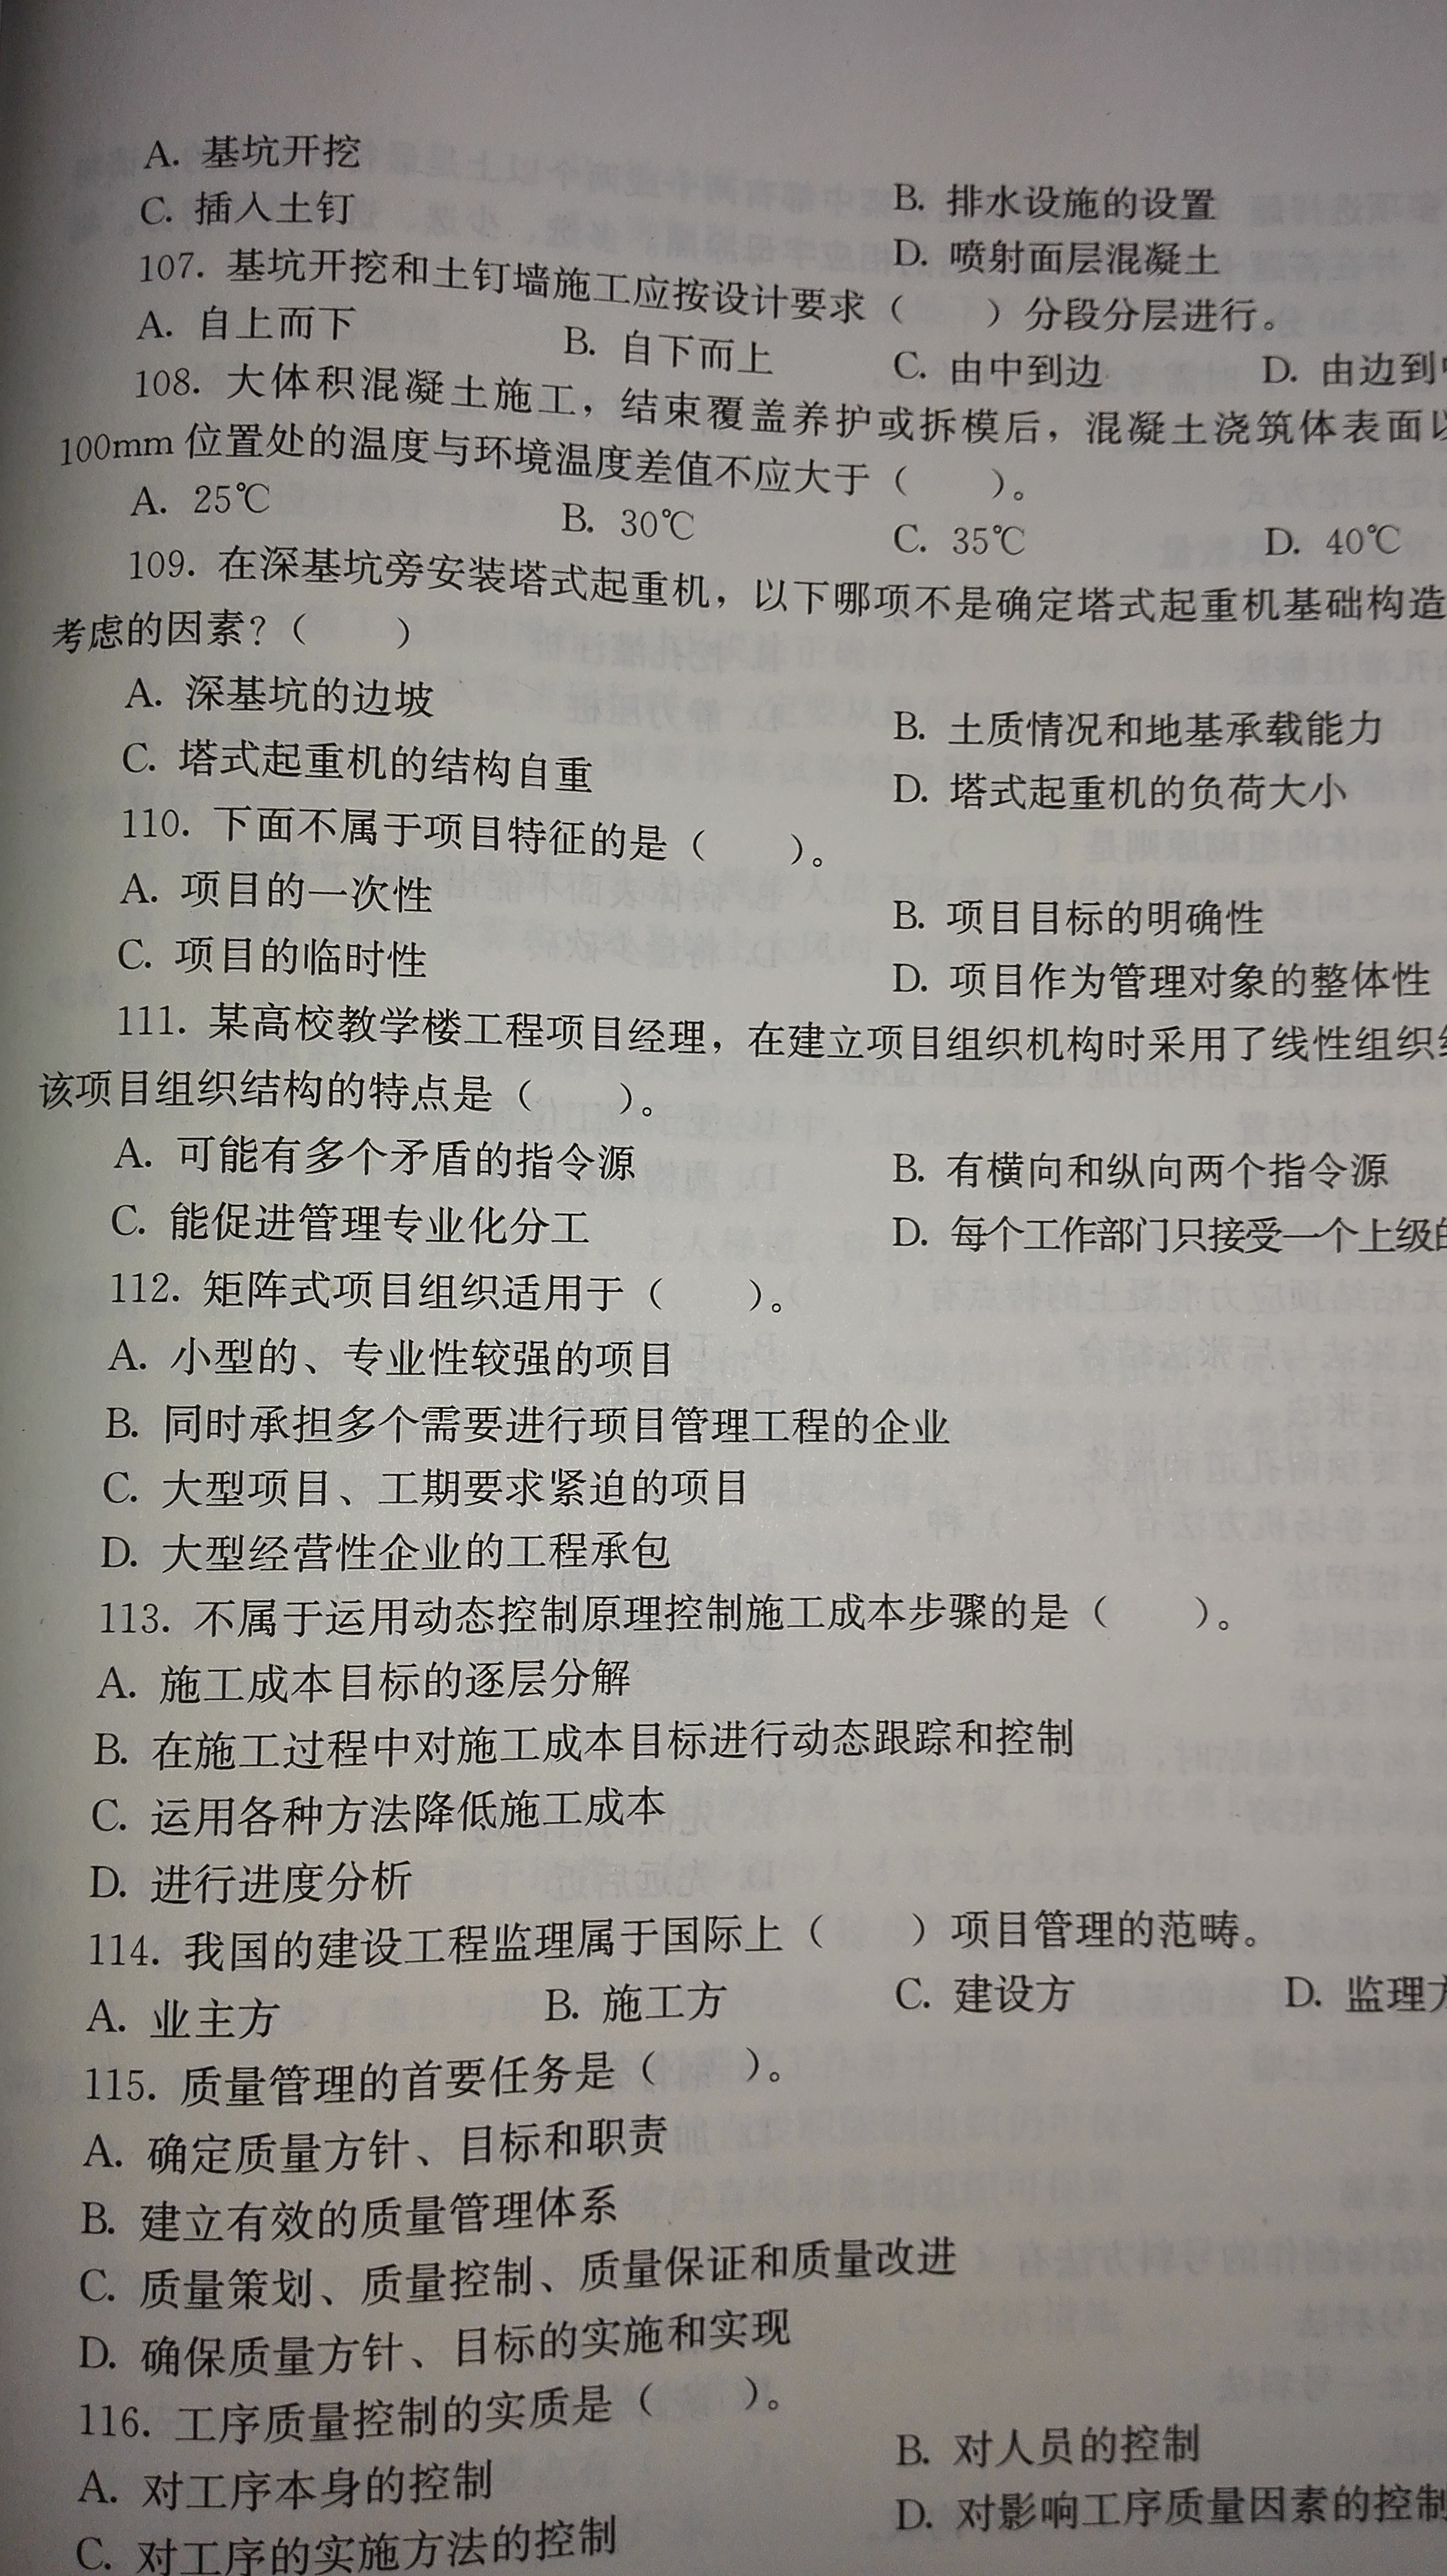 A. 基坑开挖 B. 排水设施的设置
C. 插入土钉 D. 喷射面层混凝土
107. 基坑开挖和土钉墙施工应按设计要求（ ）分段分层进行。
A. 自上而下 B. 自下而上 C. 由中到边 D. 由边到
108. 大体积混凝土施工，结束覆盖养护或拆模后，混凝土浇筑体表面以
100mm 位置处的温度与环境温度差值不应大于（ ）。
A. 25℃ B. 30℃ C. 35℃ D. 40℃
109. 在深基坑旁安装塔式起重机，以下哪项不是确定塔式起重机基础构造
考虑的因素?（ ）
A. 深基坑的边坡 B. 土质情况和地基承载能力
C. 塔式起重机的结构自重 D. 塔式起重机的负荷大小
110. 下面不属于项目特征的是（ ）。
A. 项目的一次性 B. 项目目标的明确性
C. 项目的临时性 D. 项目作为管理对象的整体性
111. 某高校教学楼工程项目经理，在建立项目组织机构时采用了线性组织
该项目组织结构的特点是（ ）。
A. 可能有多个矛盾的指令源 B. 有横向和纵向两个指令源
C. 能促进管理专业化分工 D. 每个工作部门只接受一个上级
112. 矩阵式项目组织适用于（ ）。
A. 小型的、专业性较强的项目
B. 同时承担多个需要进行项目管理工程的企业
C. 大型项目、工期要求紧迫的项目
D. 大型经营性企业的工程承包
113. 不属于运用动态控制原理控制施工成本步骤的是（ ）。
A. 施工成本目标的逐层分解
B. 在施工过程中对施工成本目标进行动态跟踪和控制
C. 运用各种方法降低施工成本
D. 进行进度分析
114. 我国的建设工程监理属于国际上（ ）项目管理的范畴。
A. 业主方 B. 施工方 C. 建设方 D. 监理方
115. 质量管理的首要任务是（ ）。
A. 确定质量方针、目标和职责
B. 建立有效的质量管理体系
C. 质量策划、质量控制、质量保证和质量改进
D. 确保质量方针、目标的实施和实现
116. 工序质量控制的实质是（ ）。
A. 对工序本身的控制 B. 对人员的控制
C. 对工序的实施方法的控制 D. 对影响工序质量因素的控制